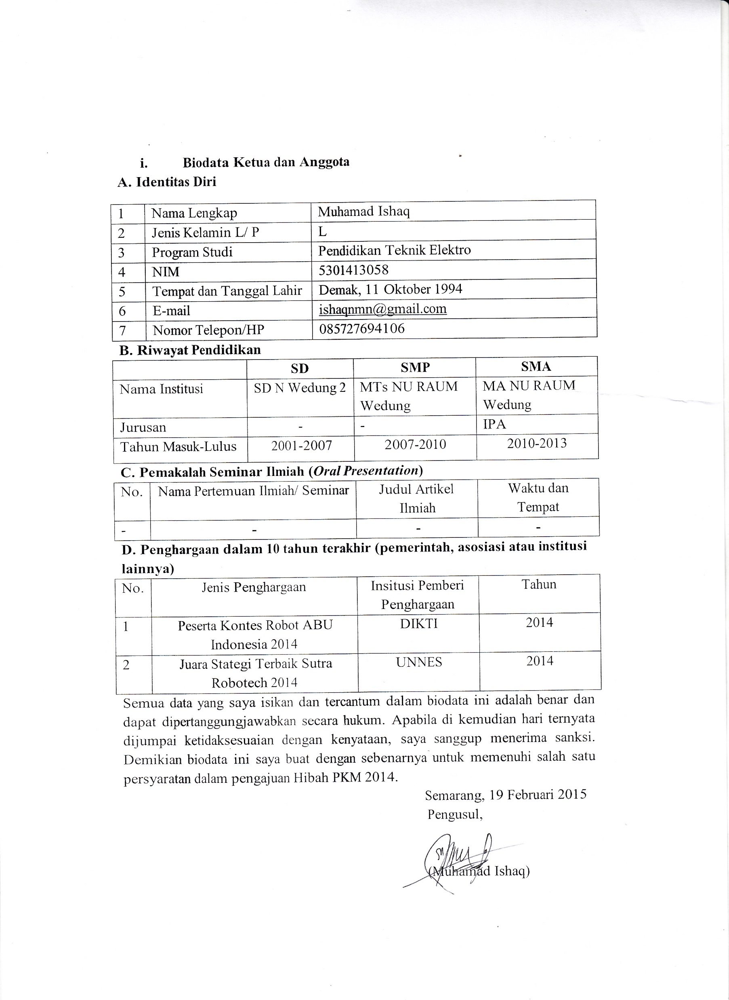 i. Biodata Ketua dan Anggota
A. Identitas Diri
1 Nama Lengkap Muhamad Ishaq
2 Jenis Kelamin L/ P L
3 Program Studi Pendidikan Teknik Elektro
4 NIM 5301413058
5 Tempat dan Tanggal Lahir Demak, 11 Oktober 1994
6 E-mail ishaqnmn@gmail.com
7 Nomor Telepon/HP 085727694106
B. Riwayat Pendidikan
SD SMP SMA
Nama Institusi SD N Wedung 2 MTs NU RAUM MA NU RAUM
Wedung Wedung
Jurusan - - IPA
Tahun Masuk-Lulus 2001-2007 2007-2010 2010-2013
C. Pemakalah Seminar Ilmiah (Oral Presentation)
No. Nama Pertemuan Ilmiah/ Seminar Judul Artikel Waktu dan
Ilmiah Tempat
- - - -
D. Penghargaan dalam 10 tahun terakhir (pemerintah, asosiasi atau institusi
lainnya)
No. Jenis Penghargaan Insitusi Pemberi Tahun
Penghargaan
1 Peserta Kontes Robot ABU DIKTI 2014
Indonesia 2014
2 Juara Stategi Terbaik Sutra UNNES 2014
Robotech 2014
Semua data yang saya isikan dan tercantum dalam biodata ini adalah benar dan
dapat dipertanggungjawabkan secara hukum. Apabila di kemudian hari ternyata
dijumpai ketidaksesuaian dengan kenyataan, saya sanggup menerima sanksi.
Demikian biodata ini saya buat dengan sebenarnya untuk memenuhi salah satu
persyaratan dalam pengajuan Hibah PKM 2014.
Semarang, 19 Februari 2015
Pengusul,
(Muhamad Ishaq)